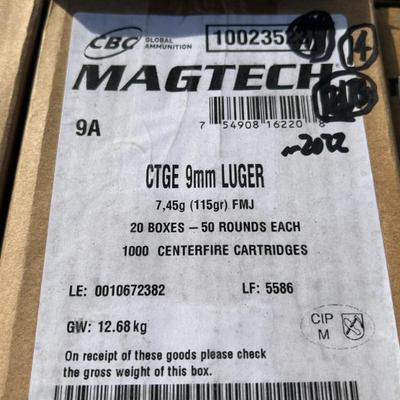 CBC GLOBAL AMMUNITION
MAGTECH
14
9A
7 54908 16220 8
~2022
CTGE 9mm LUGER
7,45g (115gr) FMJ
20 BOXES – 50 ROUNDS EACH
1000 CENTERFIRE CARTRIDGES
LE: 0010672382 LF: 5586
GW: 12.68 kg
CIP
M
On receipt of these goods please check
the gross weight of this box.